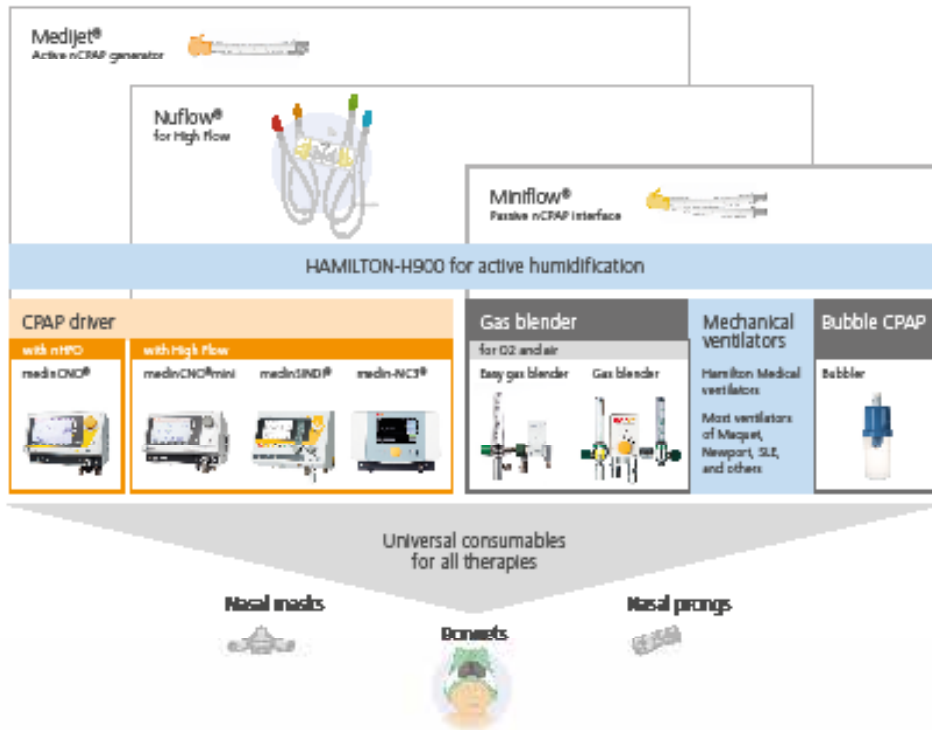 Medijet®
Active nCPAP generator
Nuflow®
for High Flow
Miniflow®
Passive nCPAP interface
HAMILTON-H900 for active humidification
CPAP driver
with nHFO
with High Flow
medinCNO®
medinCNO®mini
medinSINDI®
medin-NC3®
Gas blender
for O2 and air
Easy gas blender
Gas blender
Mechanical
ventilators
Hamilton Medical
ventilators
Most ventilators
of Maquet,
Newport, SLE,
and others
Bubble CPAP
Bubbler
Universal consumables
for all therapies
Nasal masks
Bonnets
Nasal prongs